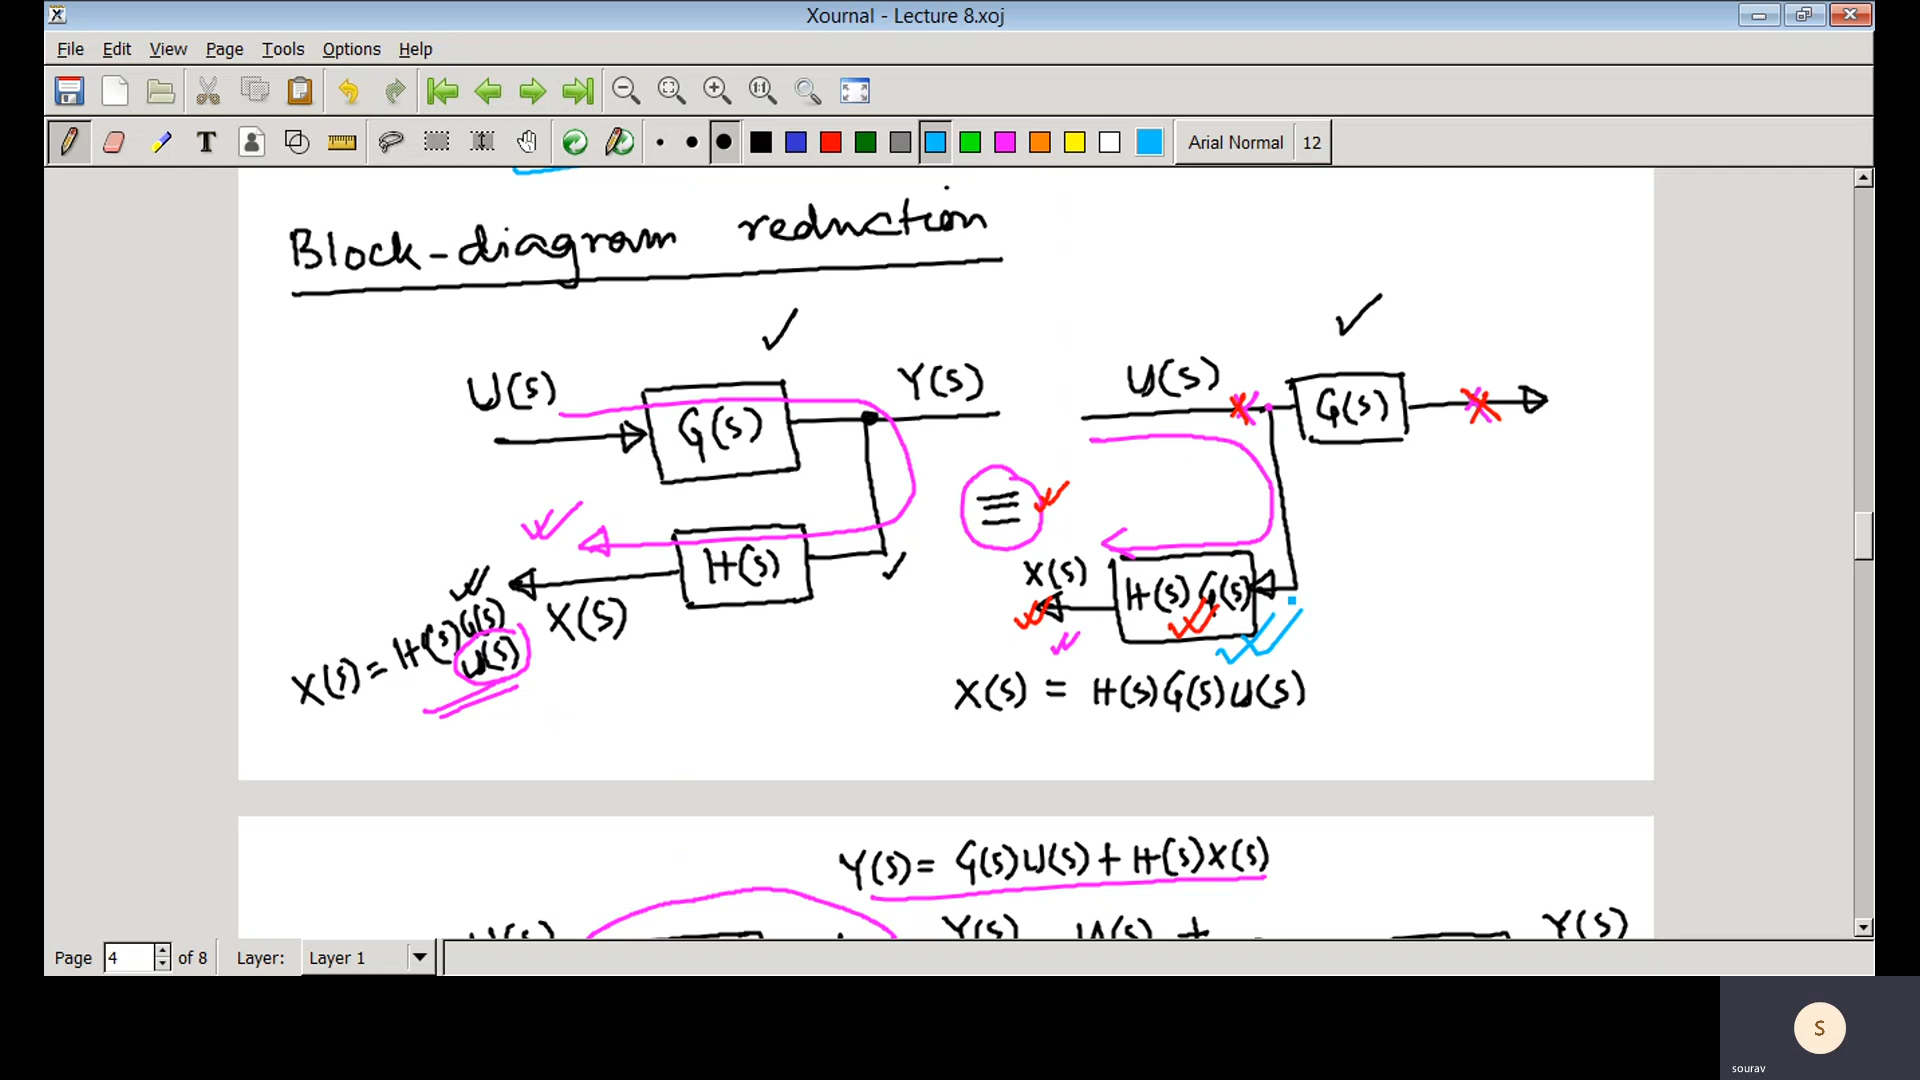 Xournal - Lecture 8.xoj
File Edit View Page Tools Options Help
Arial Normal 12
Block-diagram reduction
U(s) G(s) Y(s)
H(s)
X(s)
X(s) = H(s)G(s)
U(s)
≡
U(s) G(s)
X(s) H(s)G(s)
X(s) = H(s)G(s)U(s)
Y(s) = G(s)U(s) + H(s)X(s)
U(s) Y(s) U(s) + Y(s)
Page 4 of 8 Layer: Layer 1
S
sourav